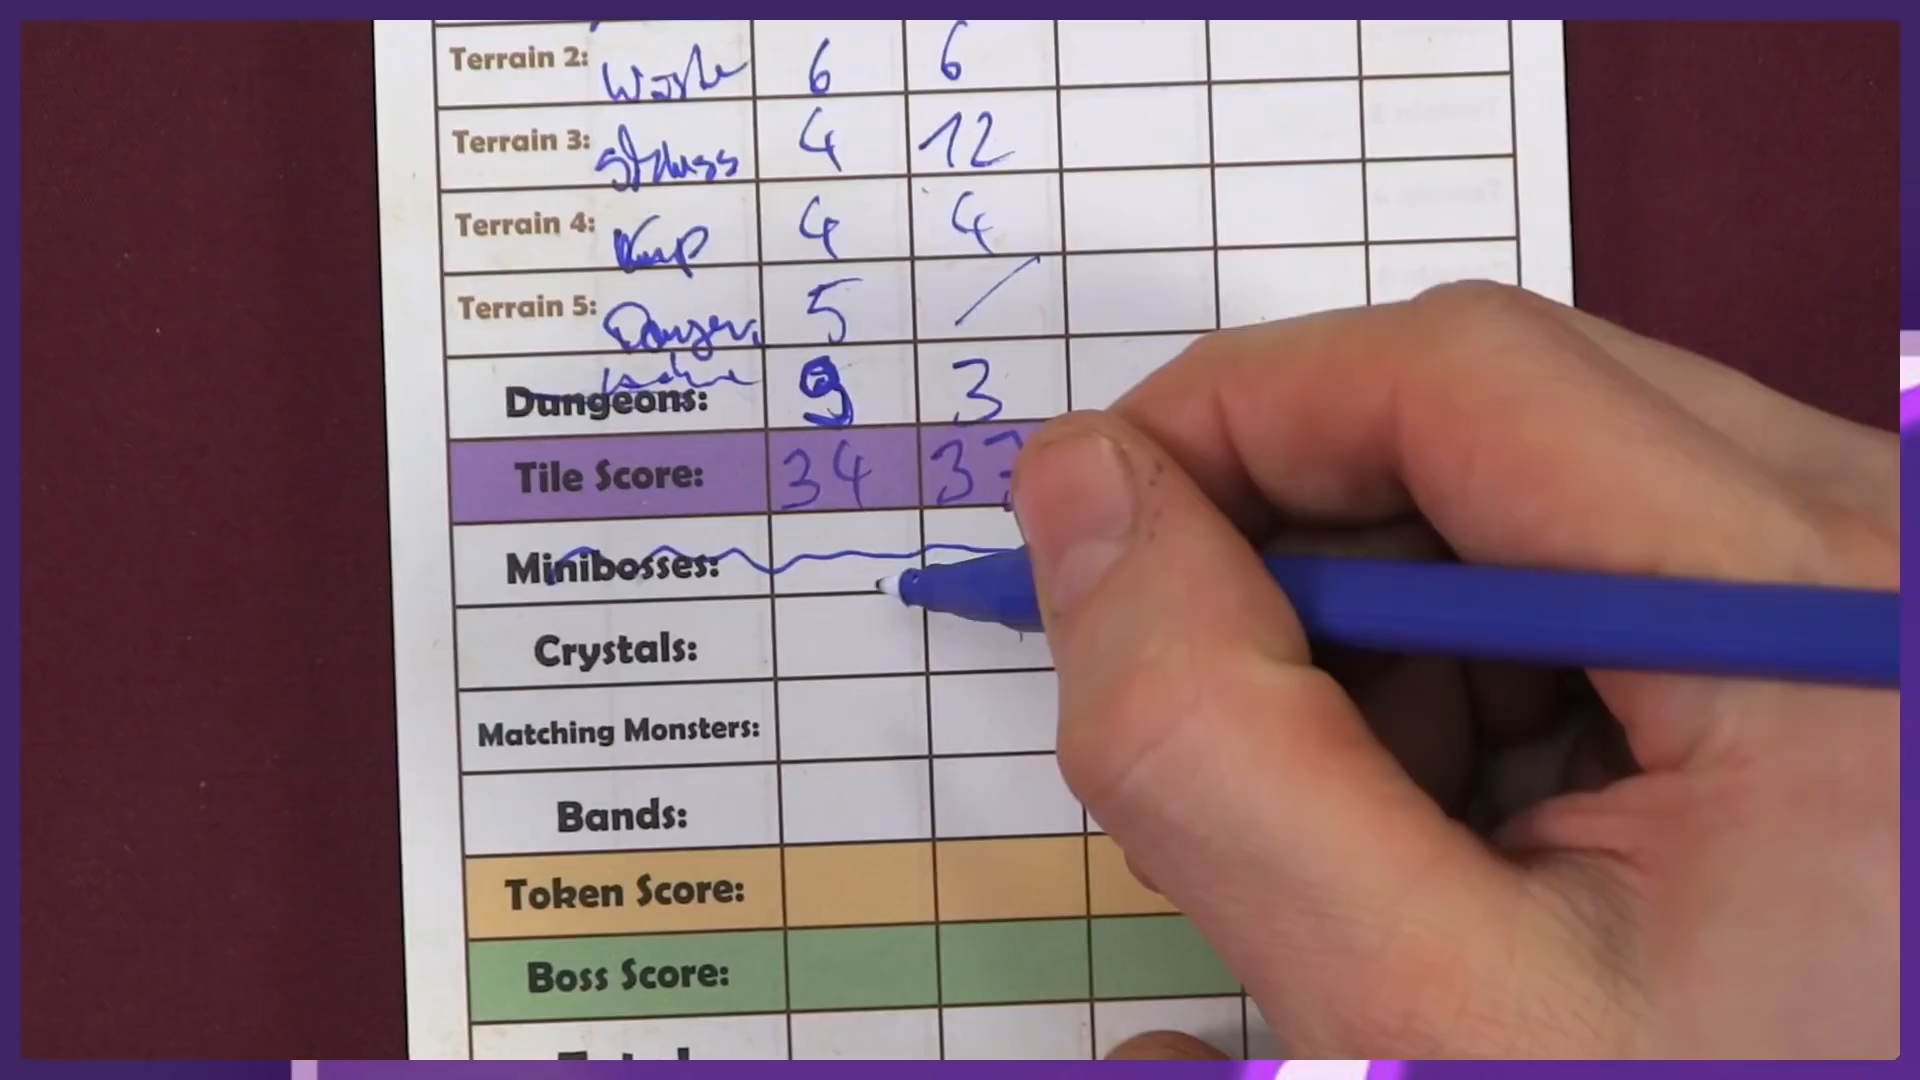 Terrain 2: 6 6
Terrain 3: 4 12
Terrain 4: 4 4
Terrain 5: 5
Dungeons: 9 3
Tile Score: 34 37
Minibosses:
Crystals:
Matching Monsters:
Bands:
Token Score:
Boss Score: